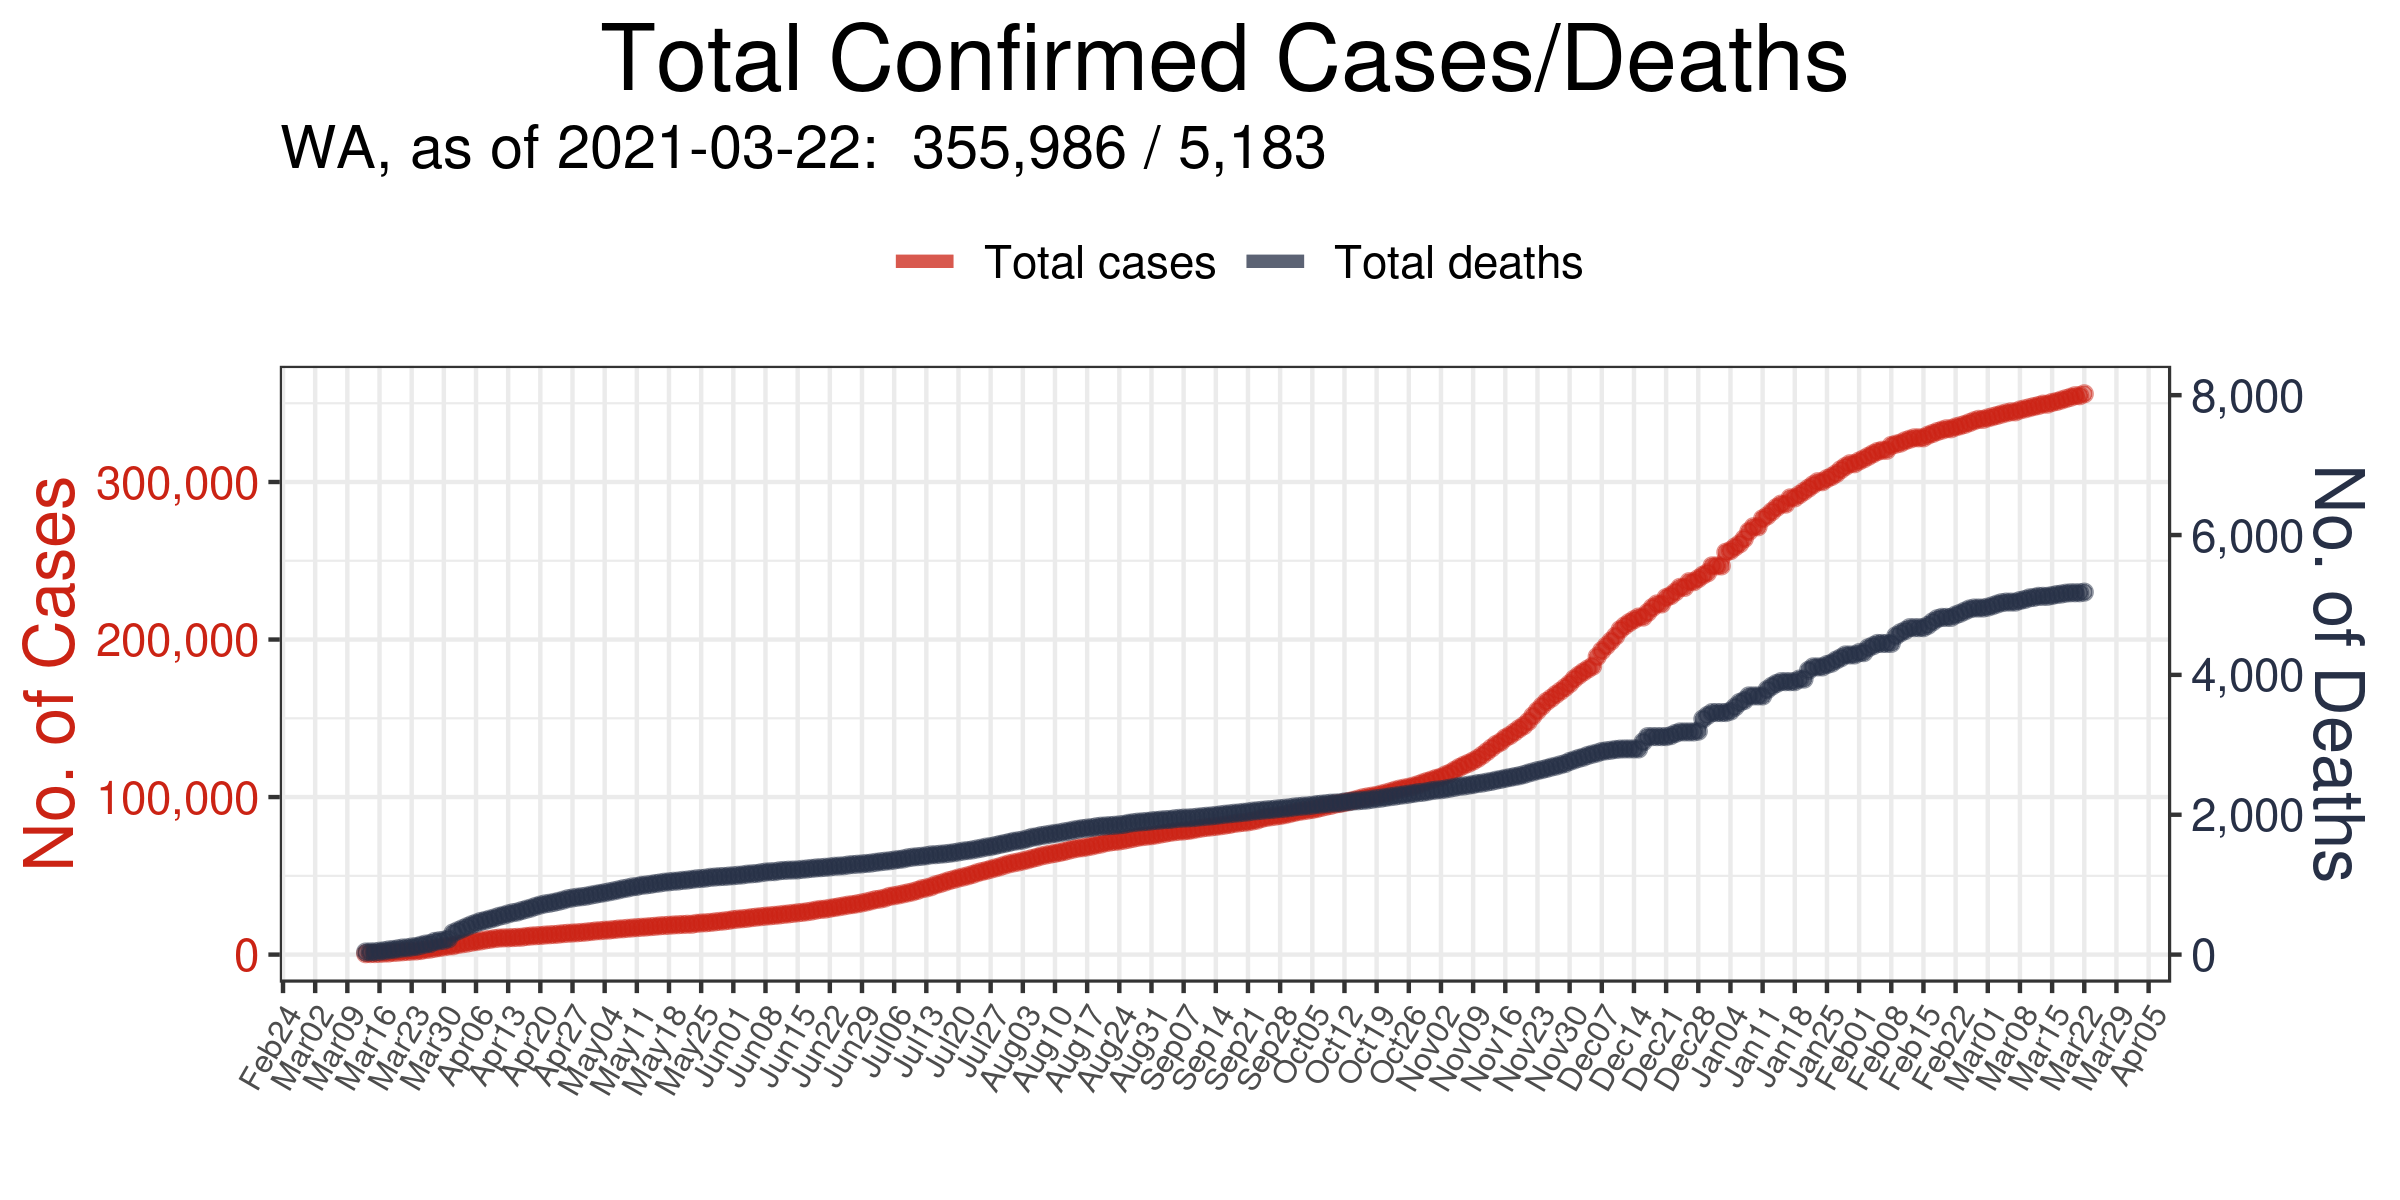 Total Confirmed Cases/Deaths
WA, as of 2021-03-22:  355,986 / 5,183
Total cases
Total deaths
No. of Cases
300,000
200,000
100,000
0
8,000
6,000
4,000
2,000
0
No. of Deaths
Feb24
Mar02
Mar09
Mar16
Mar23
Mar30
Apr06
Apr13
Apr20
Apr27
May04
May11
May18
May25
Jun01
Jun08
Jun15
Jun22
Jun29
Jul06
Jul13
Jul20
Jul27
Aug03
Aug10
Aug17
Aug24
Aug31
Sep07
Sep14
Sep21
Sep28
Oct05
Oct12
Oct19
Oct26
Nov02
Nov09
Nov16
Nov23
Nov30
Dec07
Dec14
Dec21
Dec28
Jan04
Jan11
Jan18
Jan25
Feb01
Feb08
Feb15
Feb22
Mar01
Mar08
Mar15
Mar22
Mar29
Apr05